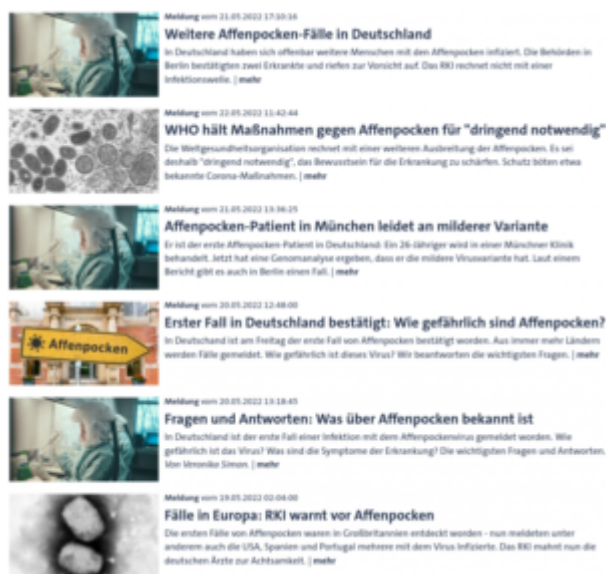 Meldung vom 21.05.2022 17:10:16
Weitere Affenpocken-Fälle in Deutschland
In Deutschland haben sich offenbar weitere Menschen mit den Affenpocken infiziert. Die Behörden in
Berlin bestätigten zwei Erkrankte und riefen zur Vorsicht auf. Das RKI rechnet nicht mit einer
Infektionswelle. | mehr
Meldung vom 22.05.2022 11:42:44
WHO hält Maßnahmen gegen Affenpocken für "dringend notwendig"
Die Weltgesundheitsorganisation rechnet mit einer weiteren Ausbreitung der Affenpocken. Es sei
deshalb "dringend notwendig", das Bewusstsein für die Erkrankung zu schärfen. Schutz böten etwa
bekannte Corona-Maßnahmen. | mehr
Meldung vom 21.05.2022 13:36:25
Affenpocken-Patient in München leidet an milderer Variante
Er ist der erste Affenpocken-Patient in Deutschland: Ein 26-Jähriger wird in einer Münchner Klinik
behandelt. Jetzt hat eine Genomanalyse ergeben, dass er die mildere Virusvariante hat. Laut einem
Bericht gibt es auch in Berlin einen Fall. | mehr
Affenpocken
Meldung vom 20.05.2022 12:48:00
Erster Fall in Deutschland bestätigt: Wie gefährlich sind Affenpocken?
In Deutschand ist am Freitag der erste Fall von Affenpocken bestätigt worden. Aus immer mehr Ländern
werden Fälle gemeldet. Wie gefährlich ist dieses Virus? Wir beantworten die wichtigsten Fragen. | mehr
Meldung vom 20.05.2022 13:18:45
Fragen und Antworten: Was über Affenpocken bekannt ist
In Deutschland ist der erste Fall einer Infektion mit dem Affenpockenvirus gemeldet worden. Wie
gefährlich ist das Virus? Was sind die Symptome der Erkrankung? Die wichtigsten Fragen und Antworten.
Von Veronika Simon. | mehr
Meldung vom 19.05.2022 02:04:00
Fälle in Europa: RKI warnt vor Affenpocken
Die ersten Fälle von Affenpocken waren in Großbritannien entdeckt worden - nun meldeten unter
anderem auch die USA, Spanien und Portugal mehrere mit dem Virus Infizierte. Das RKI mahnt nun die
deutschen Ärzte zur Achtsamkeit. | mehr